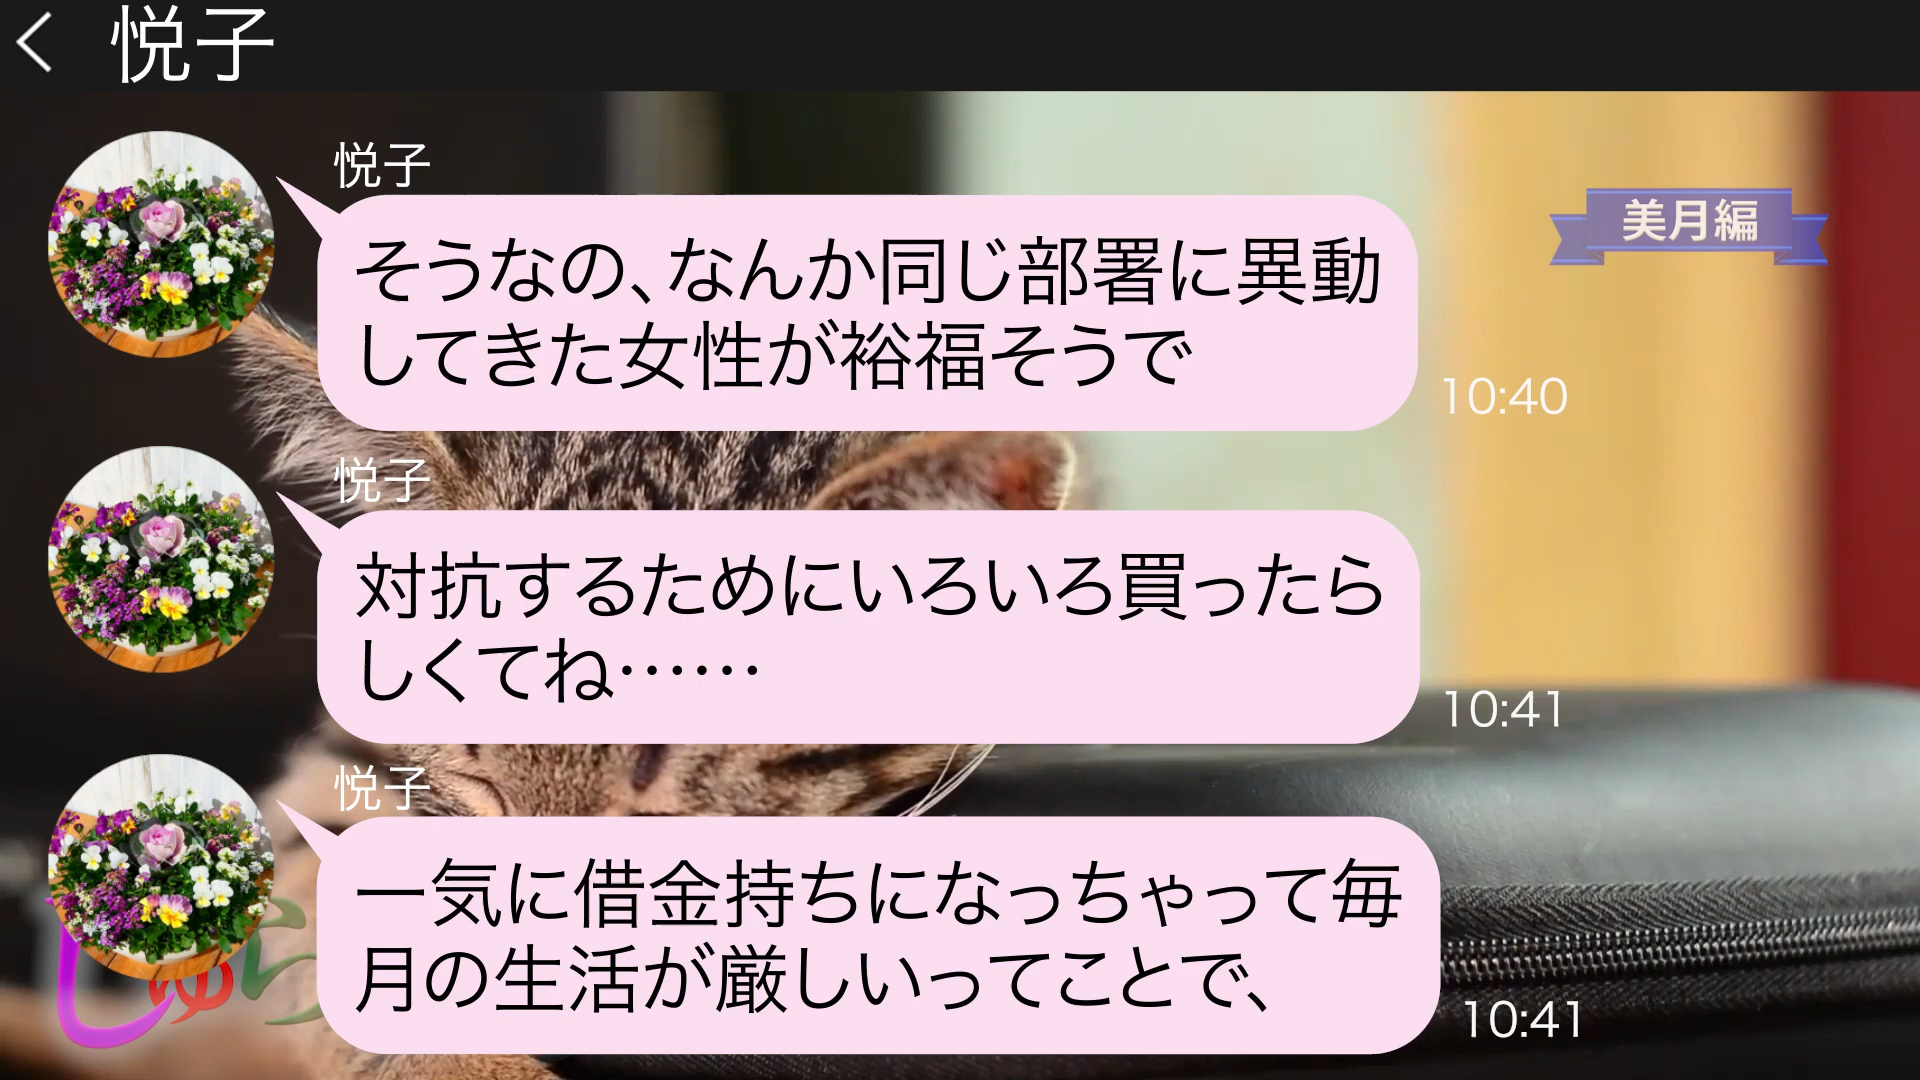 悦子
美月編
悦子
そうなの、なんか同じ部署に異動
してきた女性が裕福そうで
10:40
悦子
対抗するためにいろいろ買ったら
しくてね……
10:41
悦子
一気に借金持ちになっちゃって毎
月の生活が厳しいってことで、
10:41